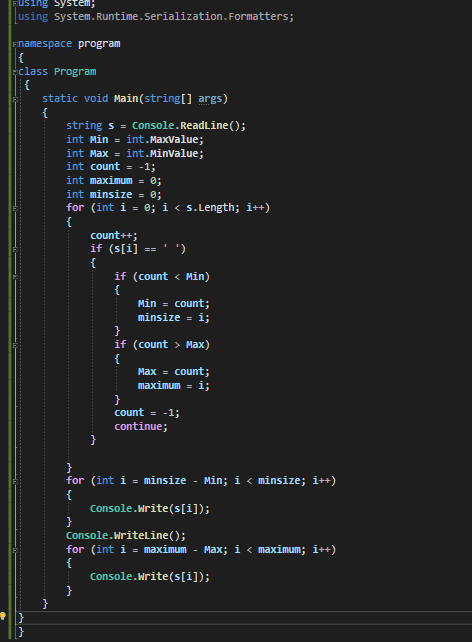 using System;
using System.Runtime.Serialization.Formatters;
namespace program
{
class Program
{
static void Main(string[] args)
{
string s = Console.ReadLine();
int Min = int.MaxValue;
int Max = int.MinValue;
int count = -1;
int maximum = 0;
int minsize = 0;
for (int i = 0; i < s.Length; i++)
{
count++;
if (s[i] == ' ')
{
if (count < Min)
{
Min = count;
minsize = i;
}
if (count > Max)
{
Max = count;
maximum = i;
}
count = -1;
continue;
}
}
for (int i = minsize - Min; i < minsize; i++)
{
Console.Write(s[i]);
}
Console.WriteLine();
for (int i = maximum - Max; i < maximum; i++)
{
Console.Write(s[i]);
}
}
}
}